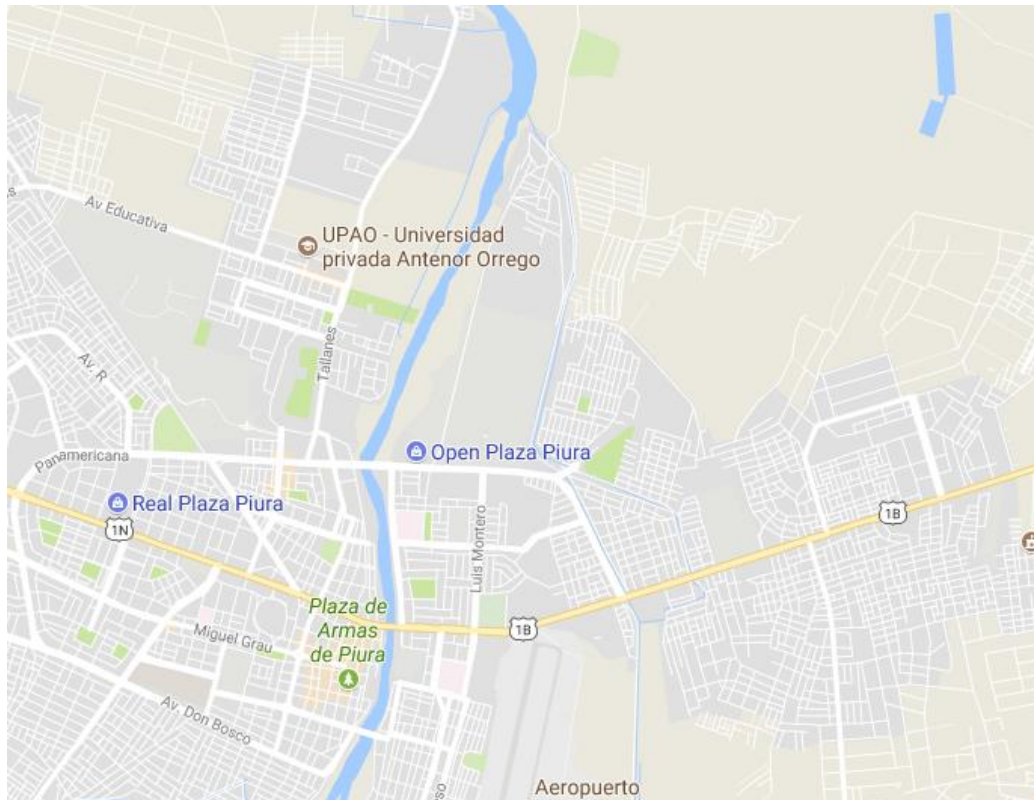 Av Educativa
UPAO - Universidad
privada Antenor Orrego
Tallanes
Av. R
Panamericana
Open Plaza Piura
Real Plaza Piura
1N
1B
Luis Montero
Plaza de
Armas
de Piura
1B
Miguel Grau
Av. Don Bosco
Aeropuerto